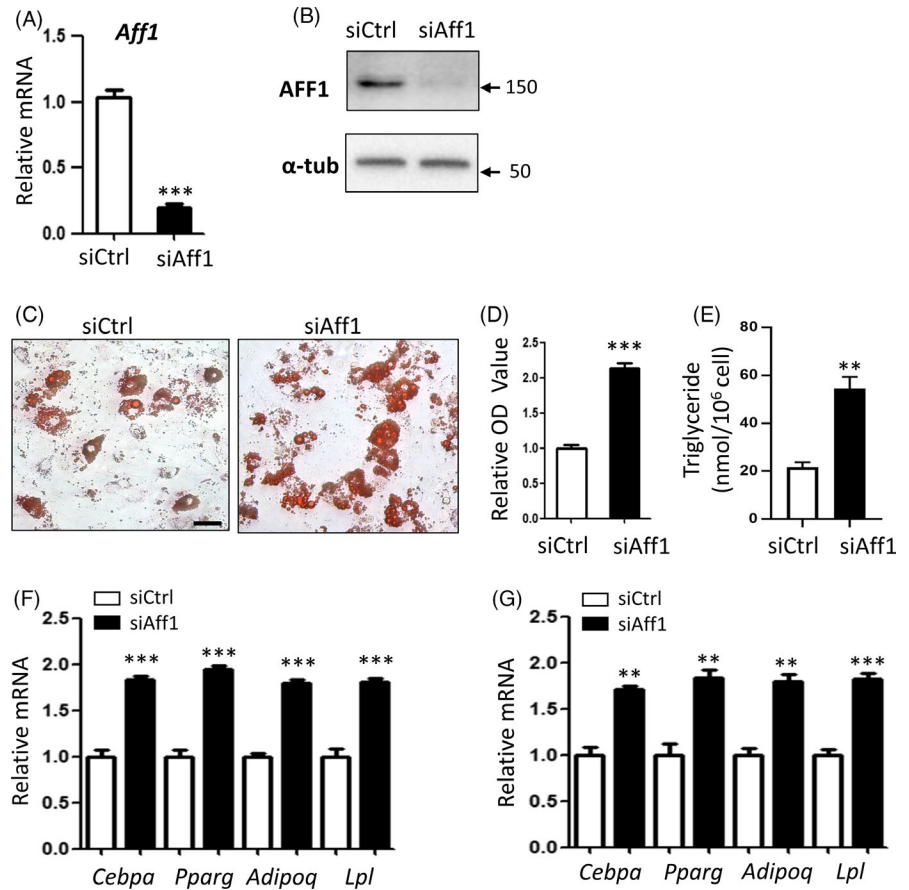 (A)
Aff1
Relative mRNA
1.5
1.0
0.5
0.0
***
siCtrl
siAff1
(B)
siCtrl siAff1
AFF1
150
α-tub
50
(C)
siCtrl
siAff1
(D)
Relative OD Value
2.5
2.0
1.5
1.0
0.5
0.0
***
siCtrl siAff1
(E)
Triglyceride
(nmol/10⁶ cell)
80
60
40
20
0
**
siCtrl siAff1
(F)
siCtrl
siAff1
Relative mRNA
2.5
2.0
1.5
1.0
0.5
0.0
*** *** *** ***
Cebpa Pparg Adipoq Lpl
(G)
siCtrl
siAff1
Relative mRNA
2.5
2.0
1.5
1.0
0.5
0.0
** ** ** ***
Cebpa Pparg Adipoq Lpl